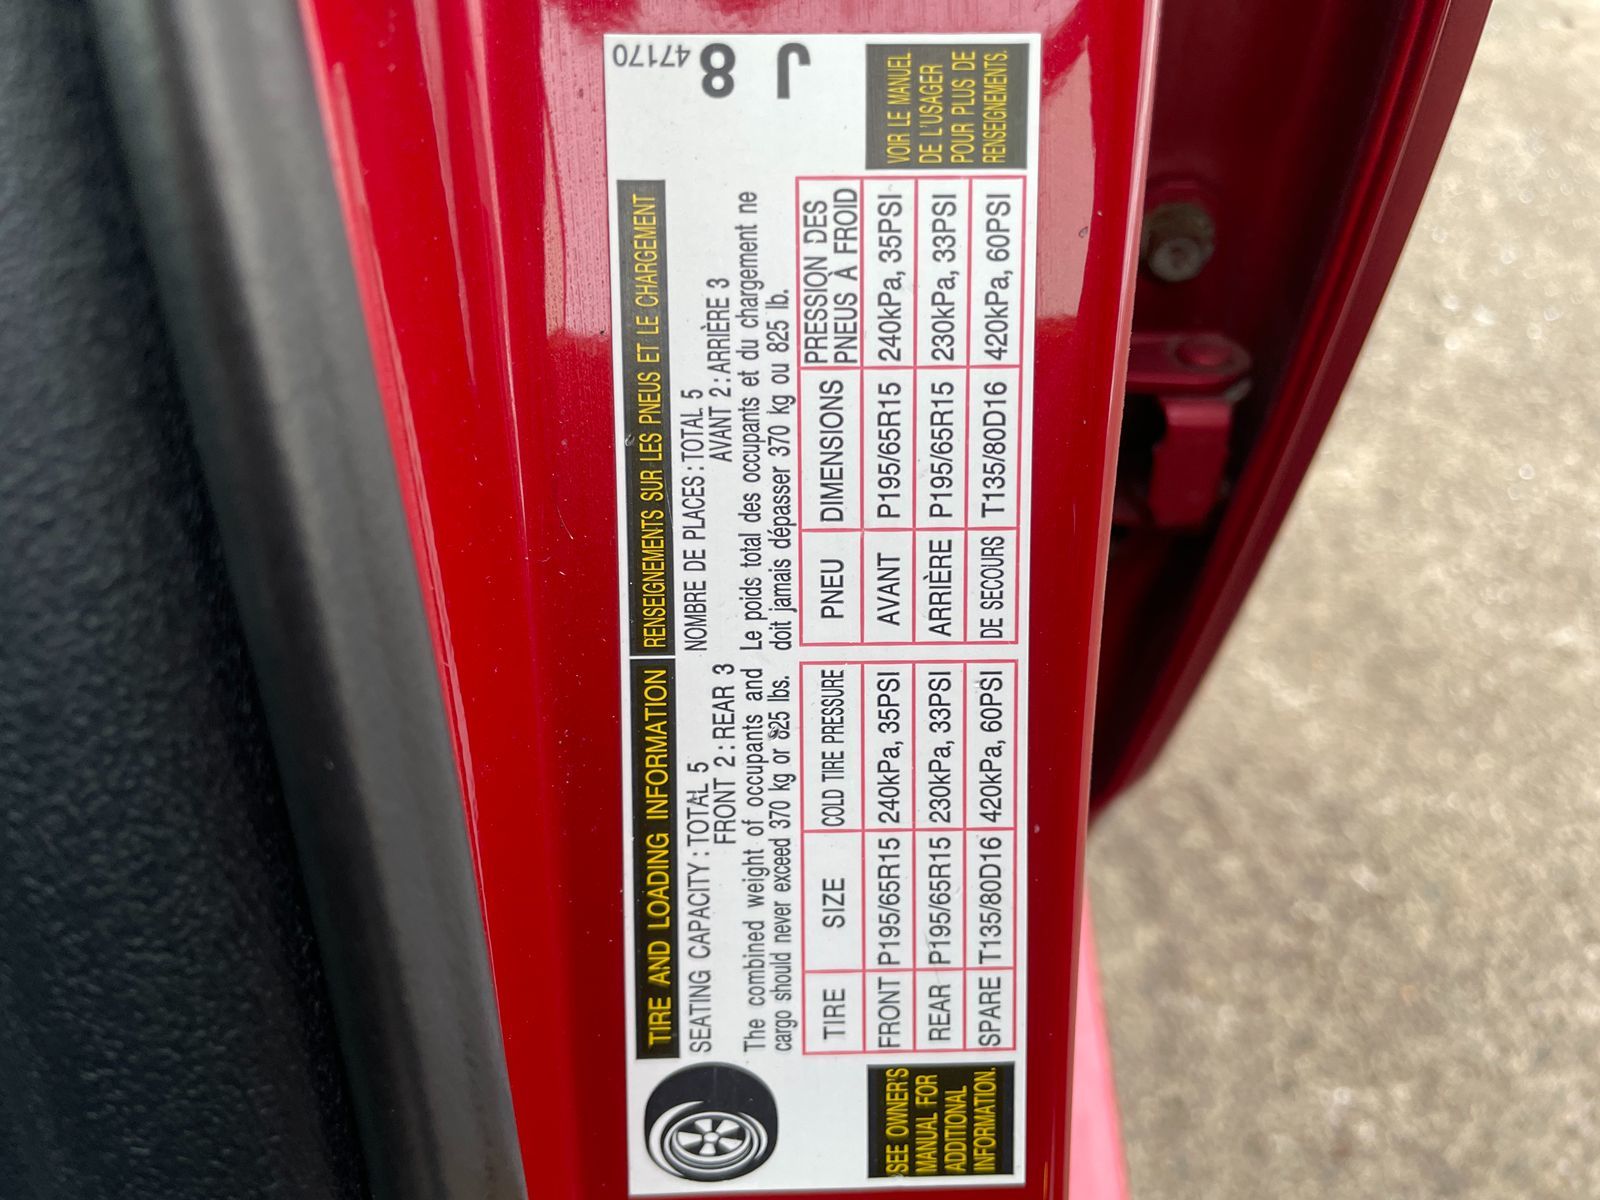 TIRE AND LOADING INFORMATION
SEATING CAPACITY : TOTAL 5
FRONT 2 : REAR 3
The combined weight of occupants and
cargo should never exceed 370 kg or 825 lbs.
TIRE SIZE COLD TIRE PRESSURE
FRONT P195/65R15 240kPa, 35PSI
REAR P195/65R15 230kPa, 33PSI
SPARE T135/80D16 420kPa, 60PSI
SEE OWNER'S
MANUAL FOR
ADDITIONAL
INFORMATION.
RENSEIGNEMENTS SUR LES PNEUS ET LE CHARGEMENT
NOMBRE DE PLACES : TOTAL 5
AVANT 2 : ARRIÈRE 3
Le poids total des occupants et du chargement ne
doit jamais dépasser 370 kg ou 825 lb.
PNEU DIMENSIONS PRESSION DES
PNEUS À FROID
AVANT P195/65R15 240kPa, 35PSI
ARRIÈRE P195/65R15 230kPa, 33PSI
DE SECOURS T135/80D16 420kPa, 60PSI
VOIR LE MANUEL
DE L'USAGER
POUR PLUS DE
RENSEIGNEMENTS.
47170
8
J